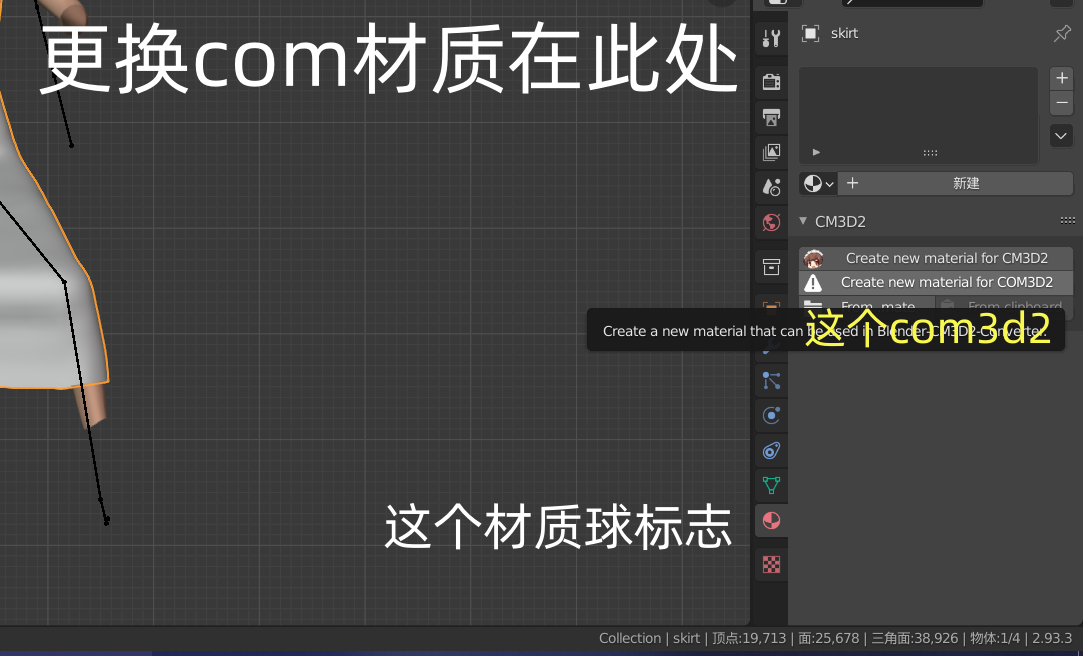 更换com材质在此处
skirt
新建
CM3D2
Create new material for CM3D2
Create new material for COM3D2
From .mate
From clipboard
Create a new material that can be used in Blender-CM3D2-Converter.
这个com3d2
这个材质球标志
Collection | skirt | 顶点:19,713 | 面:25,678 | 三角面:38,926 | 物体:1/4 | 2.93.3